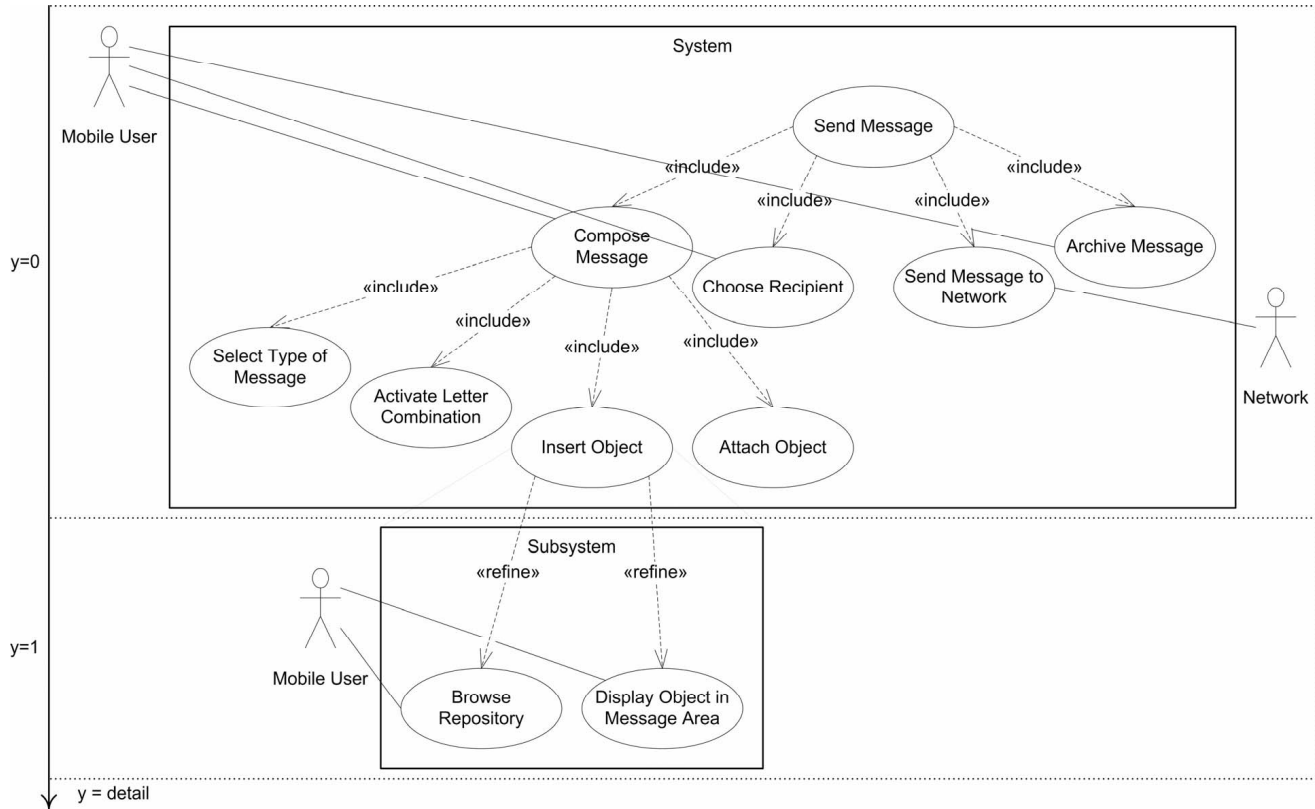 System
Mobile User
Send Message
«include»
«include»
«include»
«include»
Compose
Message
Archive Message
y=0
Choose Recipient
Send Message to
Network
«include»
«include»
«include»
«include»
Select Type of
Message
Activate Letter
Combination
Network
Insert Object
Attach Object
Subsystem
«refine»
«refine»
y=1
Mobile User
Browse
Repository
Display Object in
Message Area
y = detail